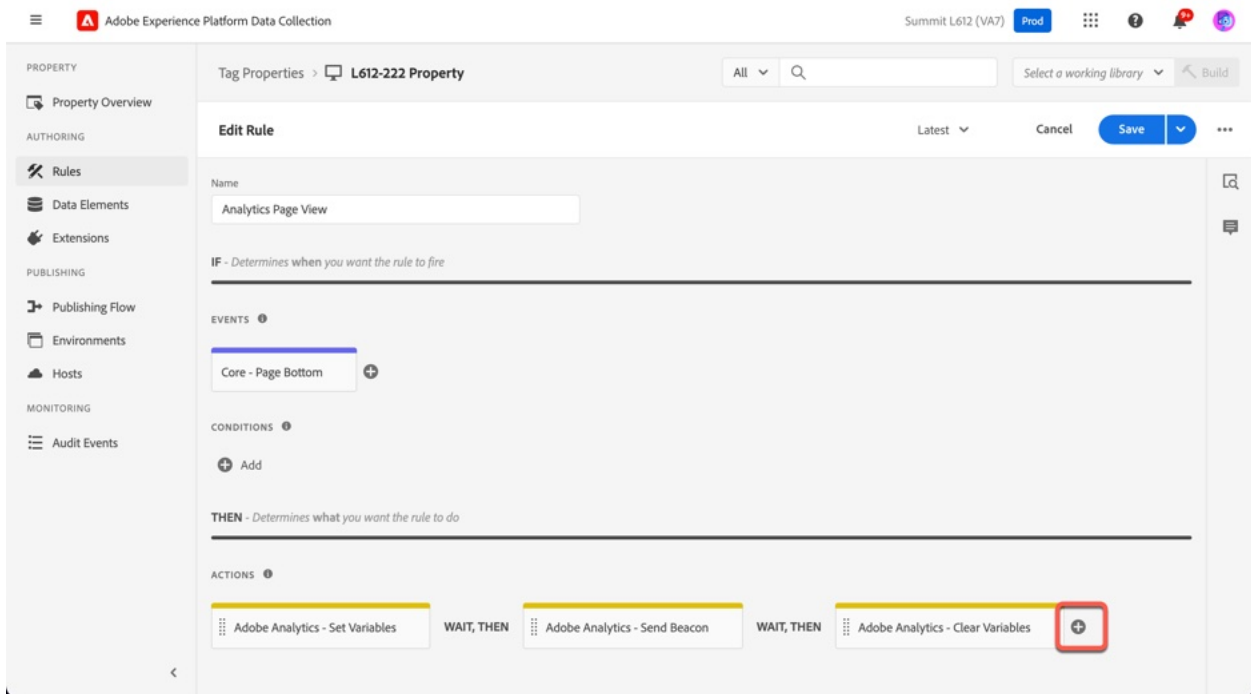 Adobe Experience Platform Data Collection
Summit L612 (VA7) Prod 9+
PROPERTY
Property Overview
AUTHORING
Rules
Data Elements
Extensions
PUBLISHING
Publishing Flow
Environments
Hosts
MONITORING
Audit Events
Tag Properties > L612-222 Property
All
Select a working library
Build
Edit Rule
Latest
Cancel
Save
Name
Analytics Page View
IF - Determines when you want the rule to fire
EVENTS
Core - Page Bottom
CONDITIONS
Add
THEN - Determines what you want the rule to do
ACTIONS
Adobe Analytics - Set Variables WAIT, THEN Adobe Analytics - Send Beacon WAIT, THEN Adobe Analytics - Clear Variables